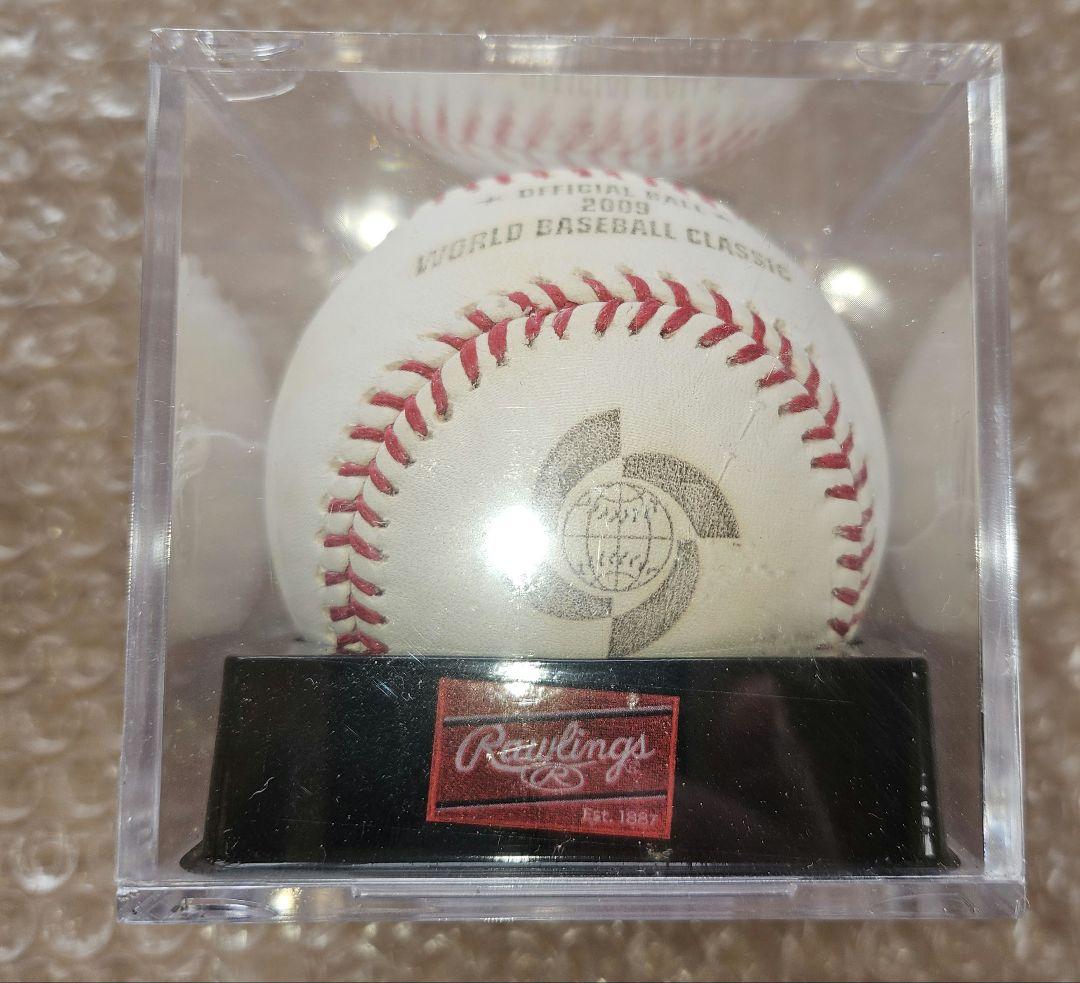 OFFICIAL BALL
2009
WORLD BASEBALL CLASSIC
Rawlings
R
Est. 1887